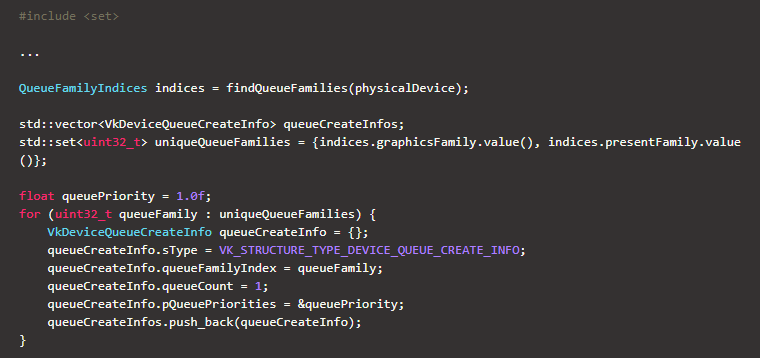 #include <set>
...
QueueFamilyIndices indices = findQueueFamilies(physicalDevice);
std::vector<VkDeviceQueueCreateInfo> queueCreateInfos;
std::set<uint32_t> uniqueQueueFamilies = {indices.graphicsFamily.value(), indices.presentFamily.value
()};
float queuePriority = 1.0f;
for (uint32_t queueFamily : uniqueQueueFamilies) {
    VkDeviceQueueCreateInfo queueCreateInfo = {};
    queueCreateInfo.sType = VK_STRUCTURE_TYPE_DEVICE_QUEUE_CREATE_INFO;
    queueCreateInfo.queueFamilyIndex = queueFamily;
    queueCreateInfo.queueCount = 1;
    queueCreateInfo.pQueuePriorities = &queuePriority;
    queueCreateInfos.push_back(queueCreateInfo);
}